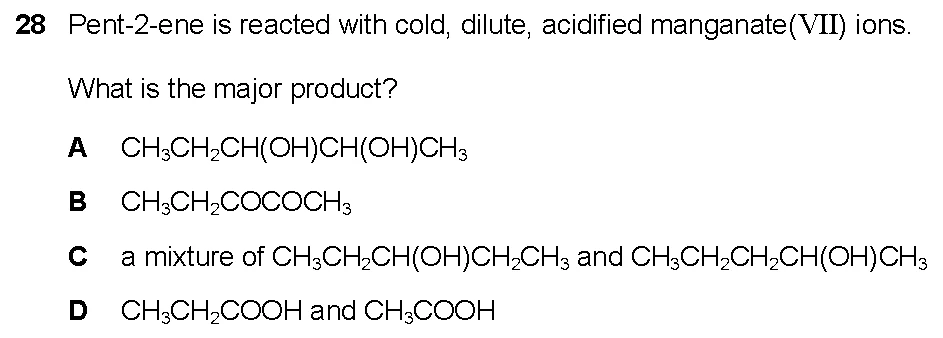 28 Pent-2-ene is reacted with cold, dilute, acidified manganate(VII) ions.
What is the major product?
A CH₃CH₂CH(OH)CH(OH)CH₃
B CH₃CH₂COCOCH₃
C a mixture of CH₃CH₂CH(OH)CH₂CH₃ and CH₃CH₂CH₂CH(OH)CH₃
D CH₃CH₂COOH and CH₃COOH